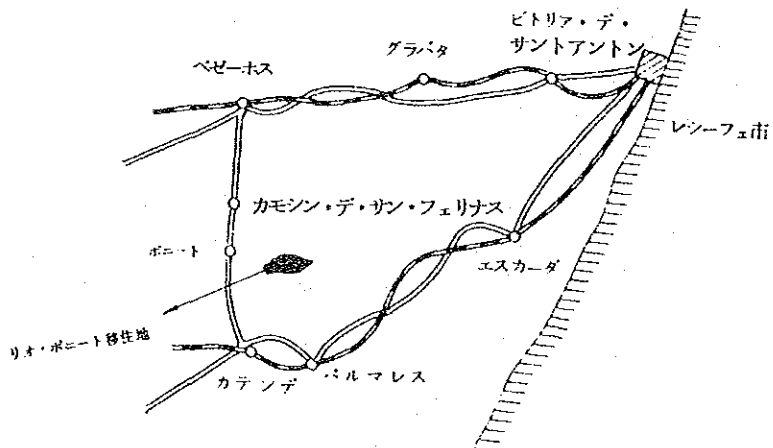 ビトリア・デ・
サントアントン
グラバタ
ベゼーホス
レシーフェ市
カモシン・デ・サン・フェリナス
ボニート
エスカーダ
リオ・ボニート移住地
カテンデ
パルマレス